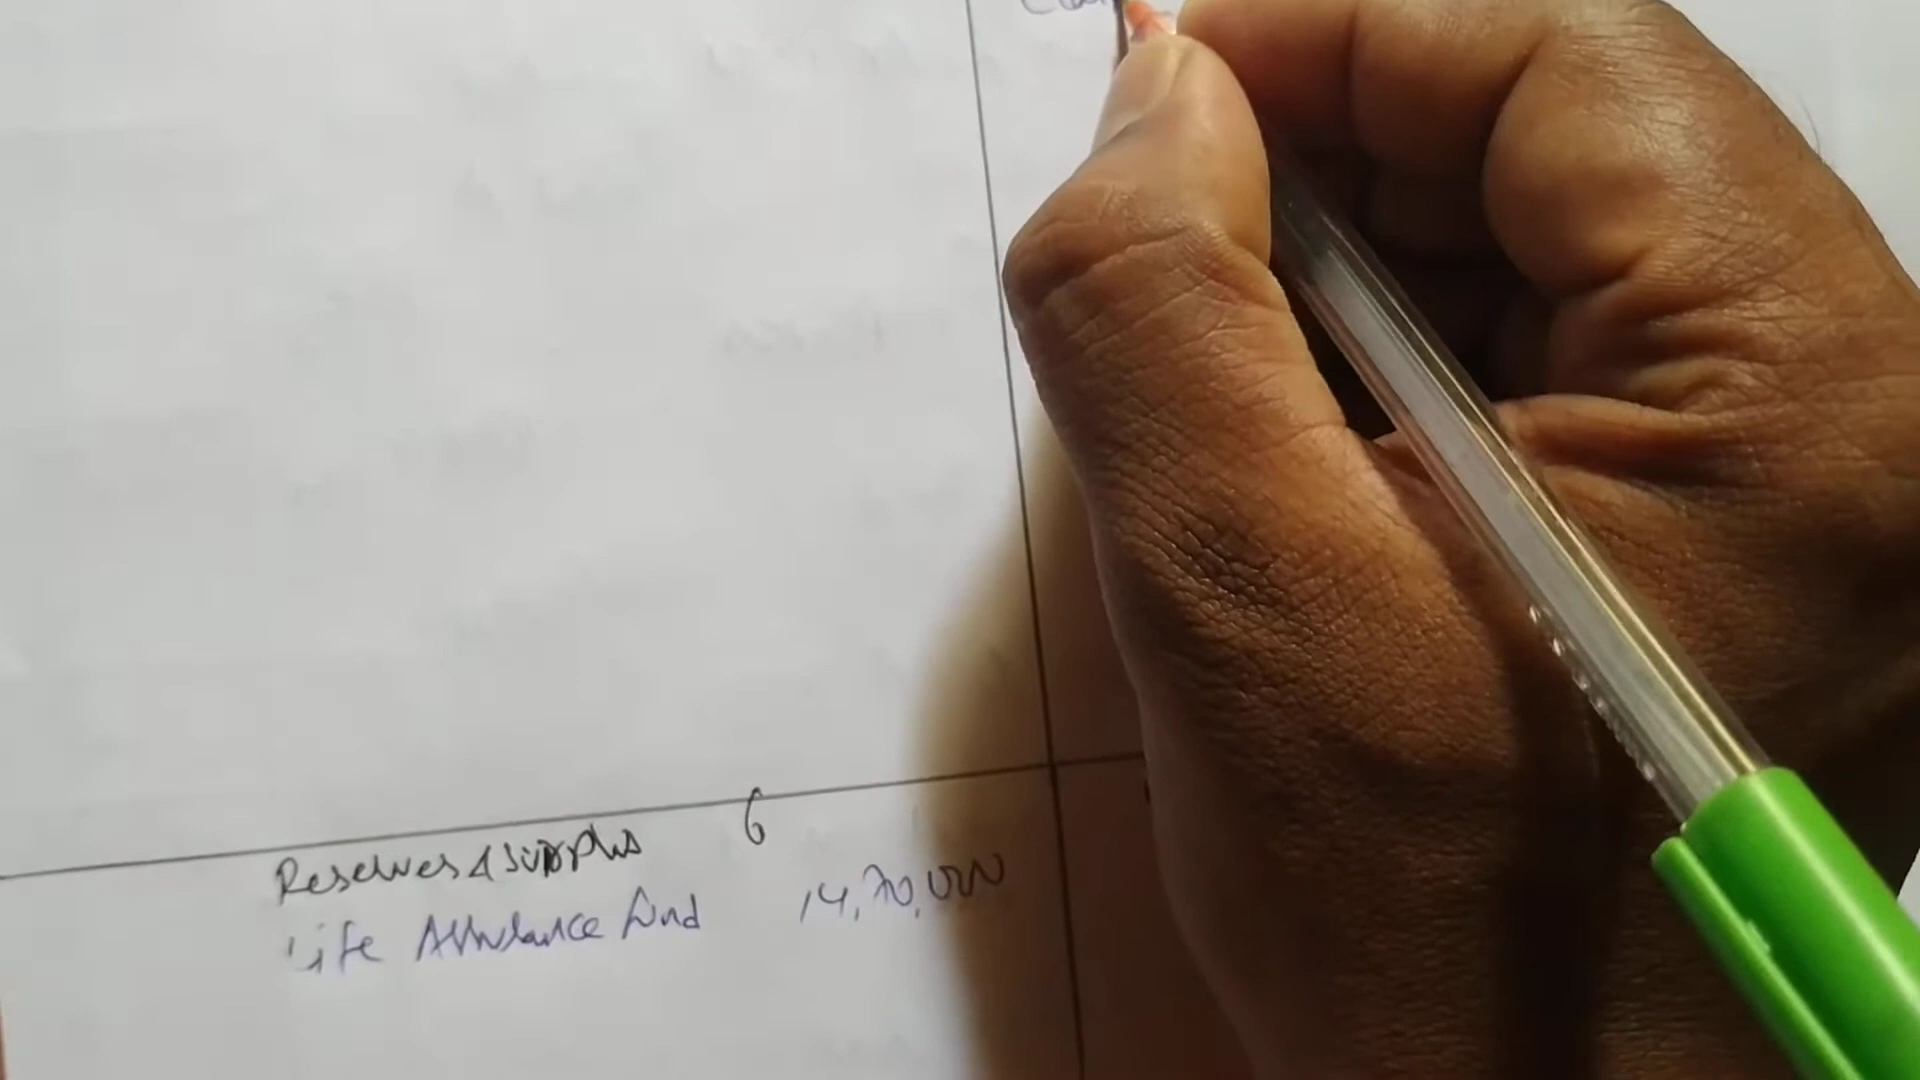 Reserves & Surplus 6
Life Assurance fund 14,70,000